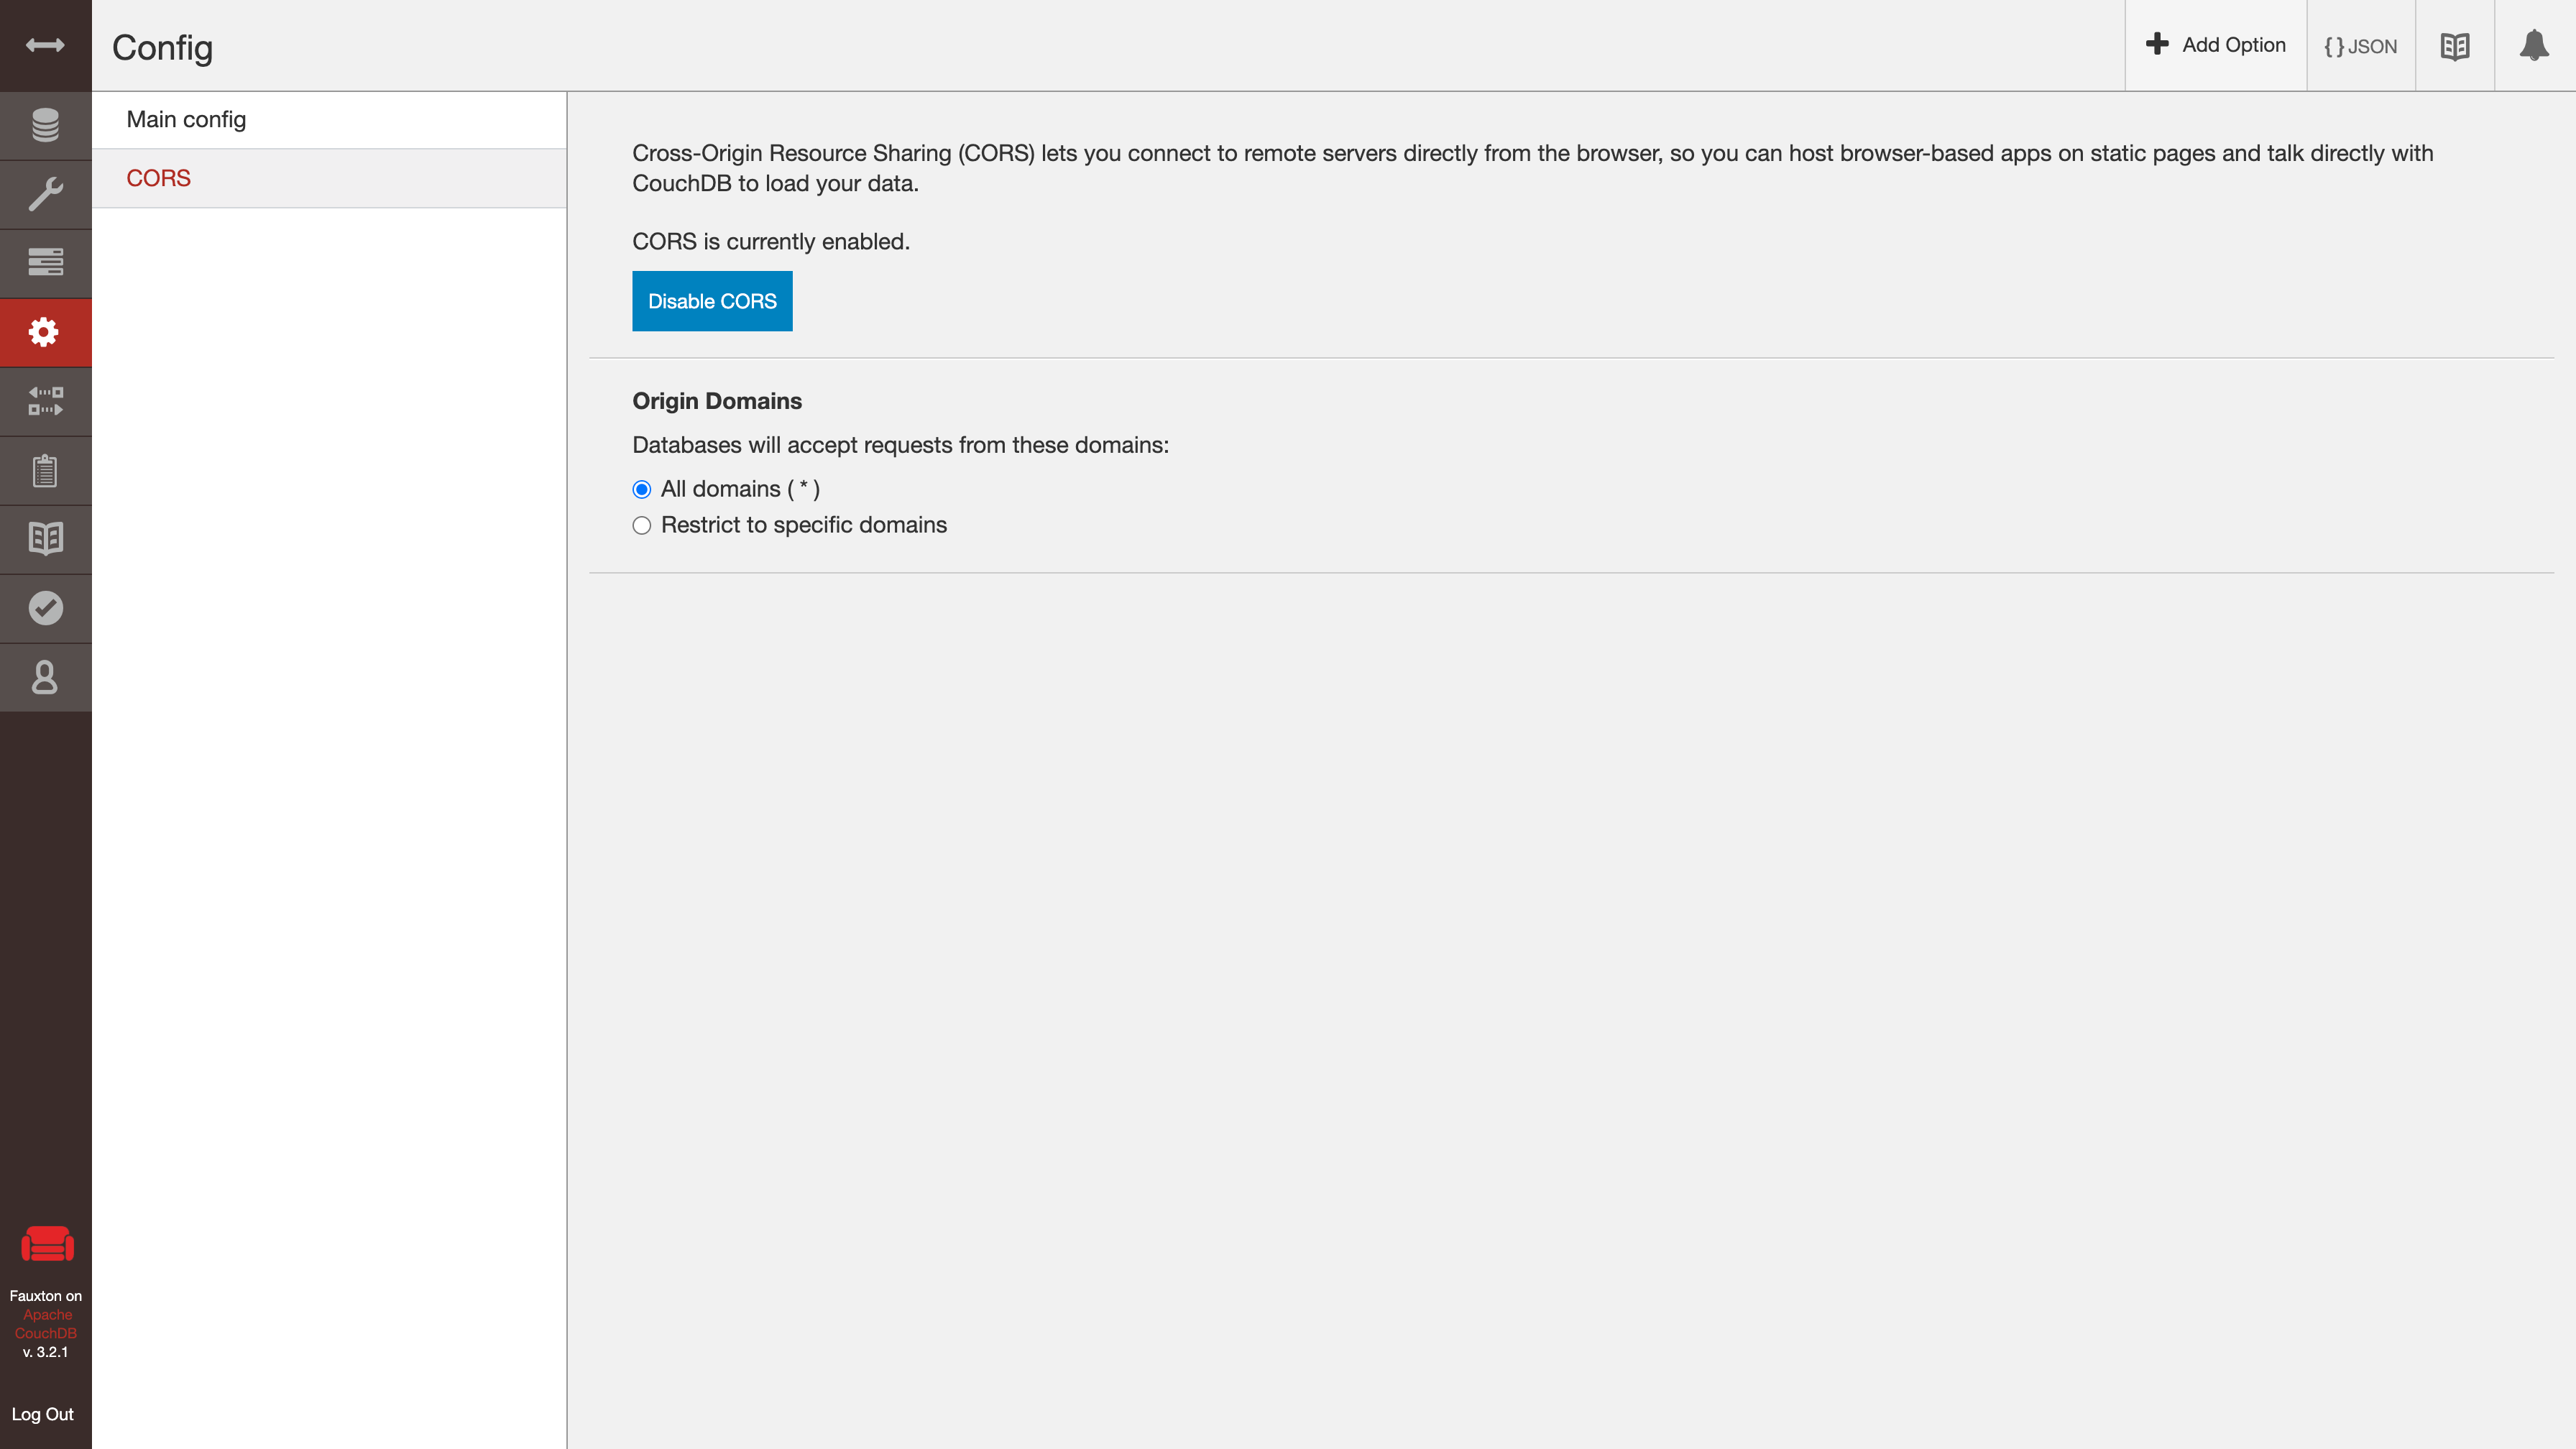 Config
Add Option
{ } JSON
Main config
CORS
Cross-Origin Resource Sharing (CORS) lets you connect to remote servers directly from the browser, so you can host browser-based apps on static pages and talk directly with
CouchDB to load your data.
CORS is currently enabled.
Disable CORS
Origin Domains
Databases will accept requests from these domains:
All domains ( * )
Restrict to specific domains
Fauxton on
Apache
CouchDB
v. 3.2.1
Log Out